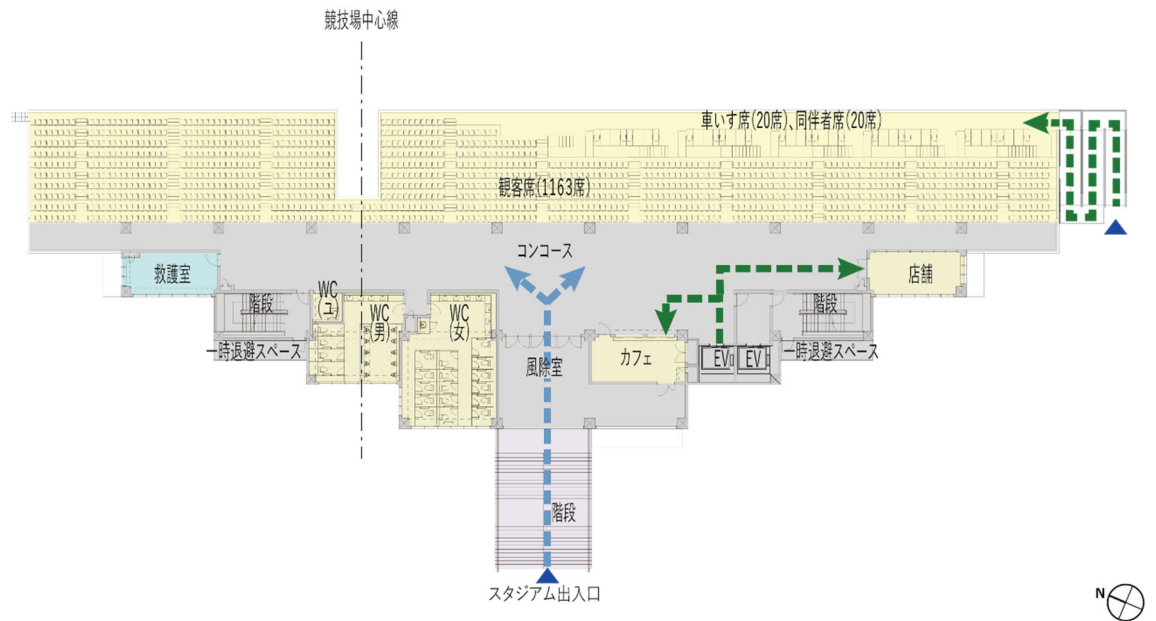 競技場中心線
車いす席(20席)、同伴者席(20席)
観客席(1163席)
コンコース
救護室
店舗
WC
(ユ)
階段
WC
(男)
WC
(女)
階段
一時退避スペース
風除室
カフェ
EV
EV
一時退避スペース
階段
スタジアム出入口
N